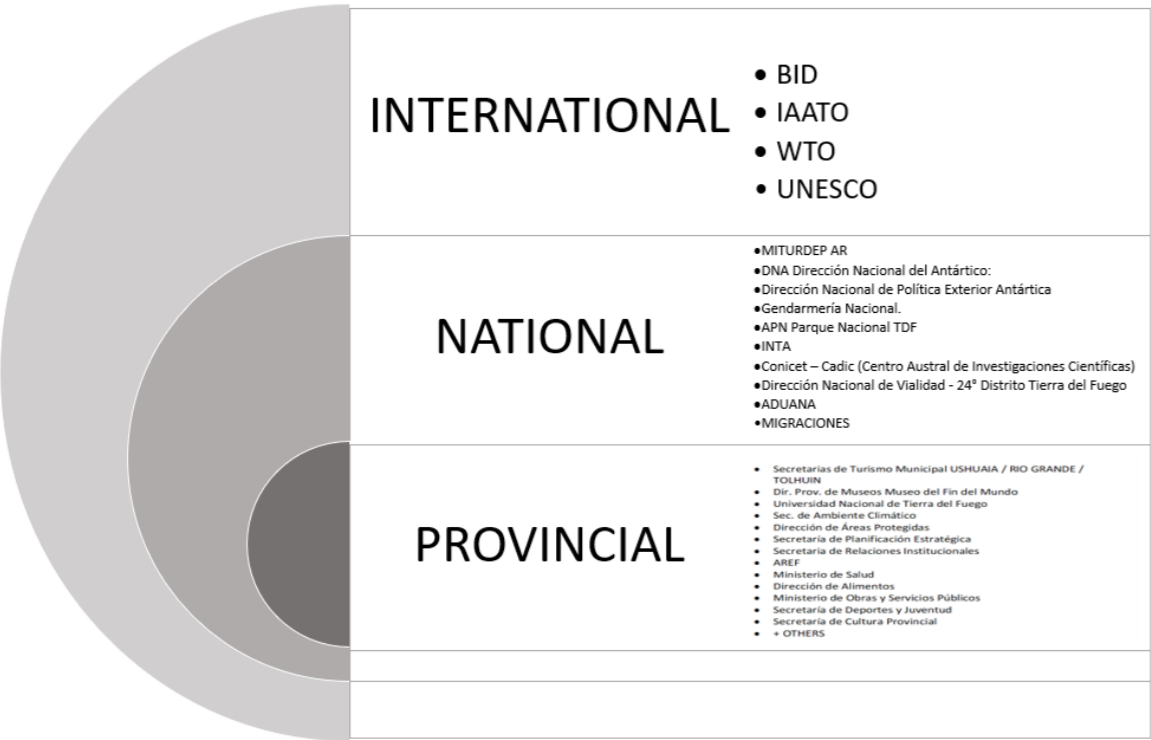 INTERNATIONAL
• BID
• IAATO
• WTO
• UNESCO
NATIONAL
•MITURDEP AR
•DNA Dirección Nacional del Antártico:
•Dirección Nacional de Política Exterior Antártica
•Gendarmería Nacional.
•APN Parque Nacional TDF
•INTA
•Conicet – Cadic (Centro Austral de Investigaciones Científicas)
•Dirección Nacional de Vialidad - 24° Distrito Tierra del Fuego
•ADUANA
•MIGRACIONES
PROVINCIAL
• Secretarias de Turismo Municipal USHUAIA / RIO GRANDE /
TOLHUIN
• Dir. Prov. de Museos Museo del Fin del Mundo
• Universidad Nacional de Tierra del Fuego
• Sec. de Ambiente Climático
• Dirección de Áreas Protegidas
• Secretaría de Planificación Estratégica
• Secretaria de Relaciones Institucionales
• AREF
• Ministerio de Salud
• Dirección de Alimentos
• Ministerio de Obras y Servicios Públicos
• Secretaría de Deportes y Juventud
• Secretaría de Cultura Provincial
• + OTHERS